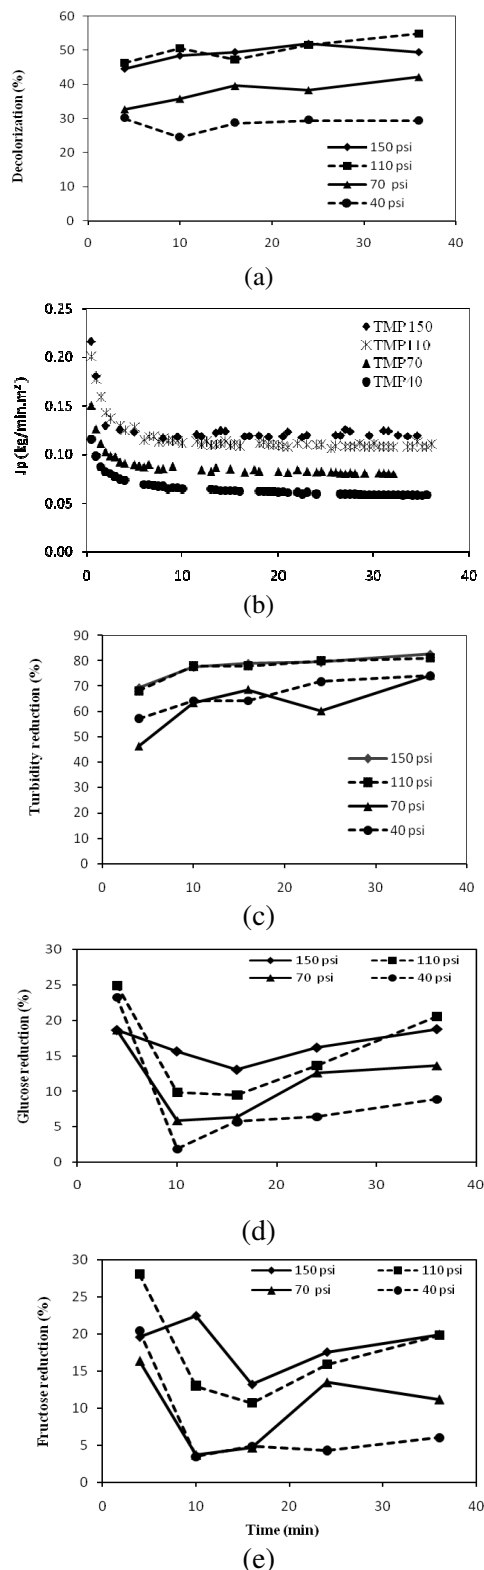 60
50
40
30
20
10
0
Decolorization (%)
150 psi
110 psi
70 psi
40 psi
0 10 20 30 40
(a)
0.25
0.20
0.15
0.10
0.05
0.00
Jp (kg/min.m²)
TMP150
TMP110
TMP70
TMP40
0 10 20 30 40
(b)
90
80
70
60
50
40
30
20
10
0
Turbidity reduction (%)
150 psi
110 psi
70 psi
40 psi
0 10 20 30 40
(c)
30
25
20
15
10
5
0
Glucose reduction (%)
150 psi 110 psi
70 psi 40 psi
0 10 20 30 40
(d)
30
25
20
15
10
5
0
Fructose reduction (%)
150 psi 110 psi
70 psi 40 psi
0 10 20 30 40
Time (min)
(e)